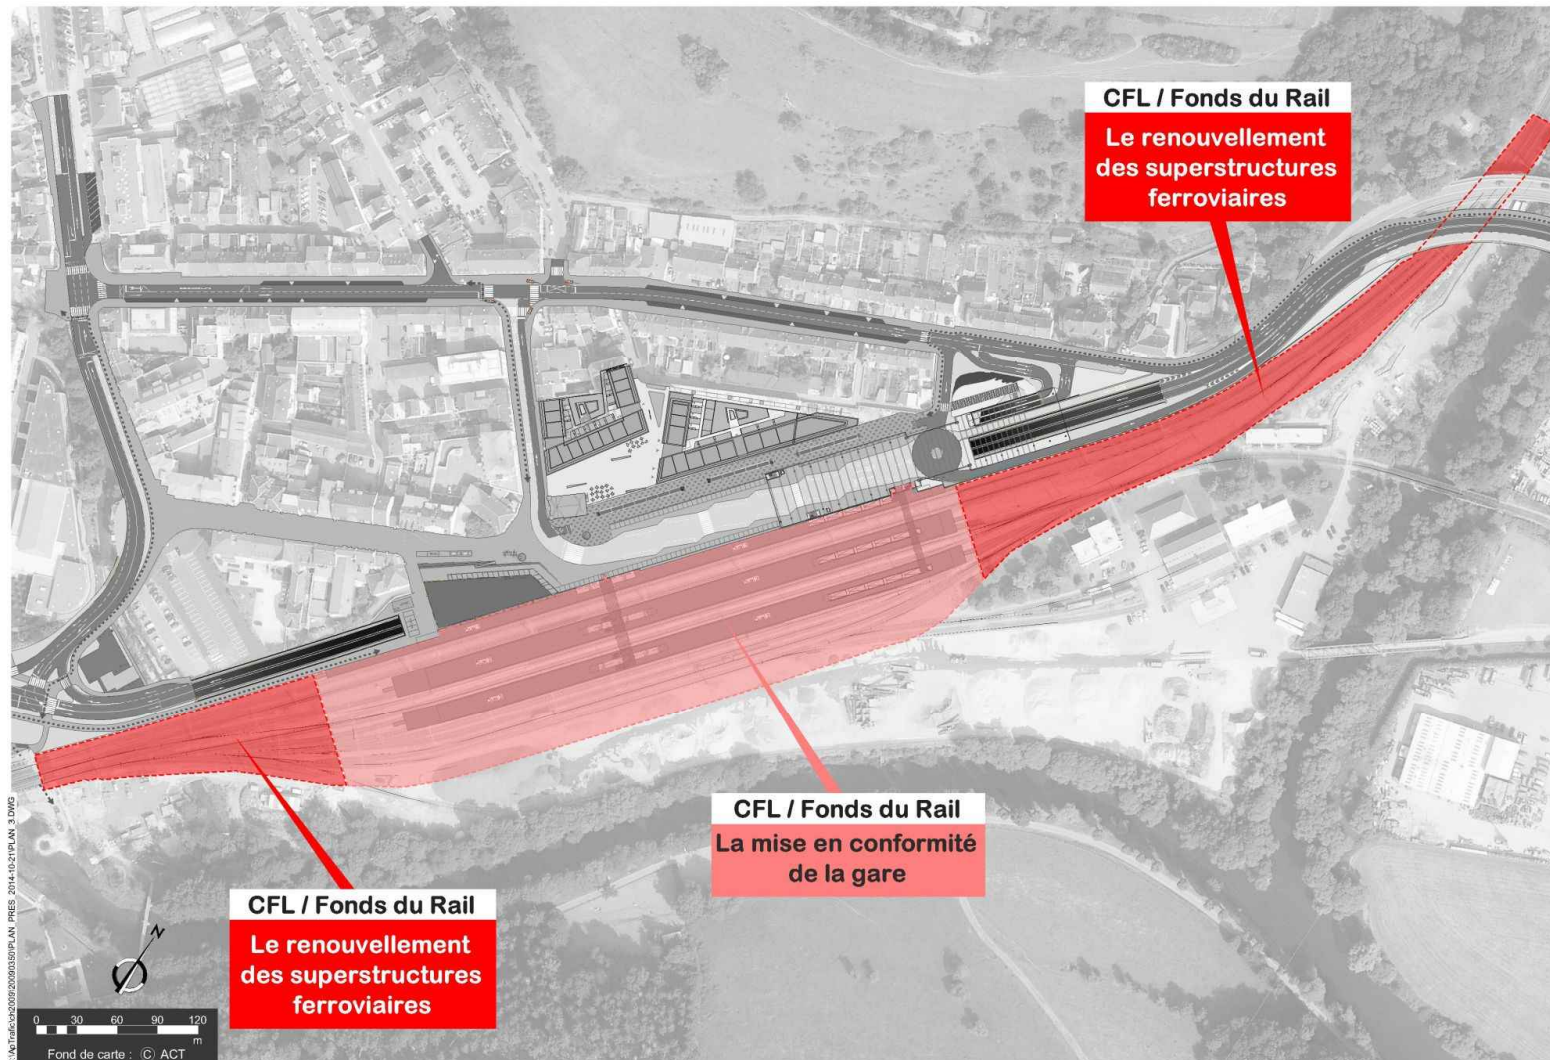 CFL / Fonds du Rail
Le renouvellement
des superstructures
ferroviaires
CFL / Fonds du Rail
La mise en conformité
de la gare
CFL / Fonds du Rail
Le renouvellement
des superstructures
ferroviaires
N
0 30 60 90 120
m
Fond de carte : © ACT